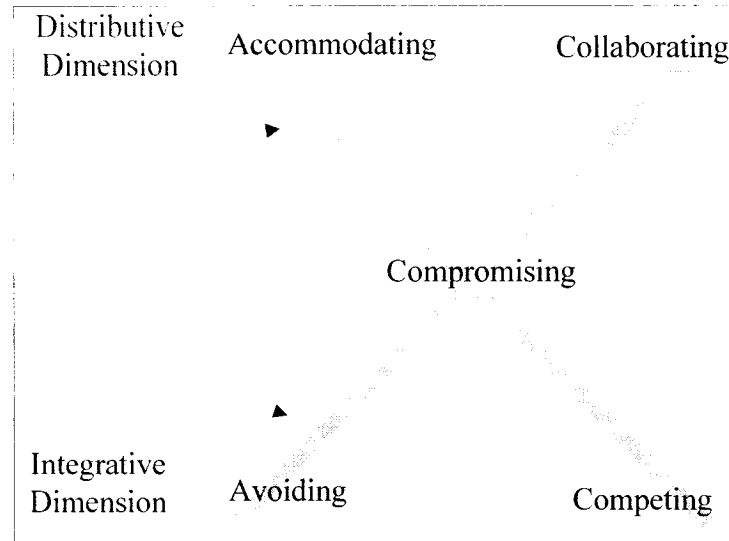 Distributive
Dimension
Accommodating
Collaborating
Compromising
Integrative
Dimension
Avoiding
Competing